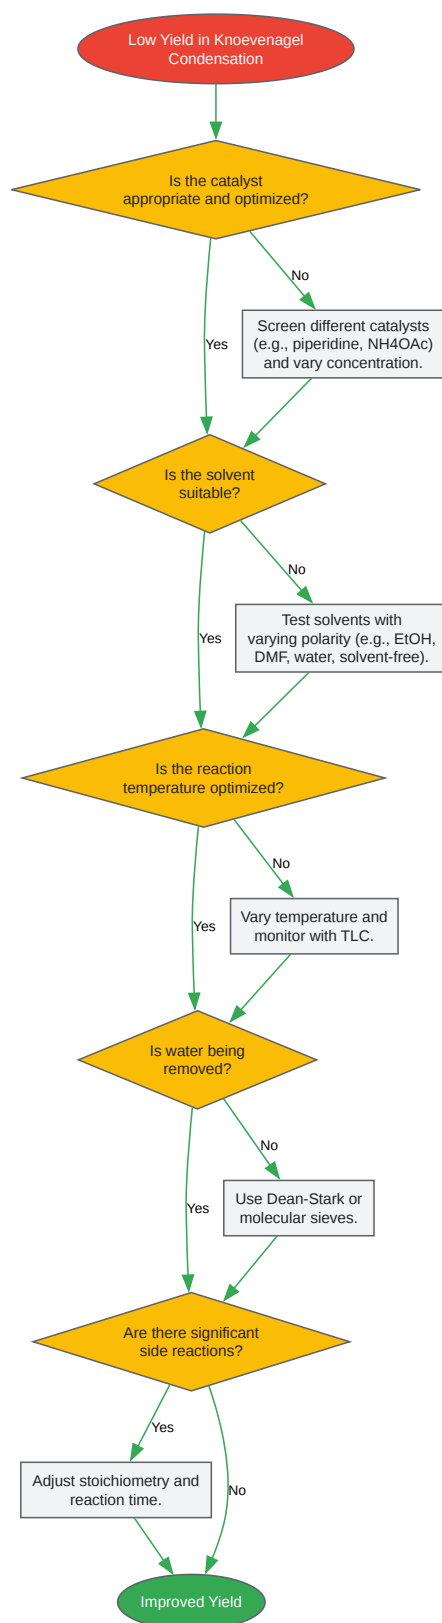 Low Yield in Knoevenagel
Condensation
Is the catalyst
appropriate and optimized?
No
Screen different catalysts
(e.g., piperidine, NH4OAc)
and vary concentration.
Yes
Is the solvent
suitable?
No
Test solvents with
varying polarity (e.g., EtOH,
DMF, water, solvent-free).
Yes
Is the reaction
temperature optimized?
No
Vary temperature and
monitor with TLC.
Yes
Is water being
removed?
No
Use Dean-Stark or
molecular sieves.
Yes
Are there significant
side reactions?
Yes
Adjust stoichiometry and
reaction time.
No
Improved Yield